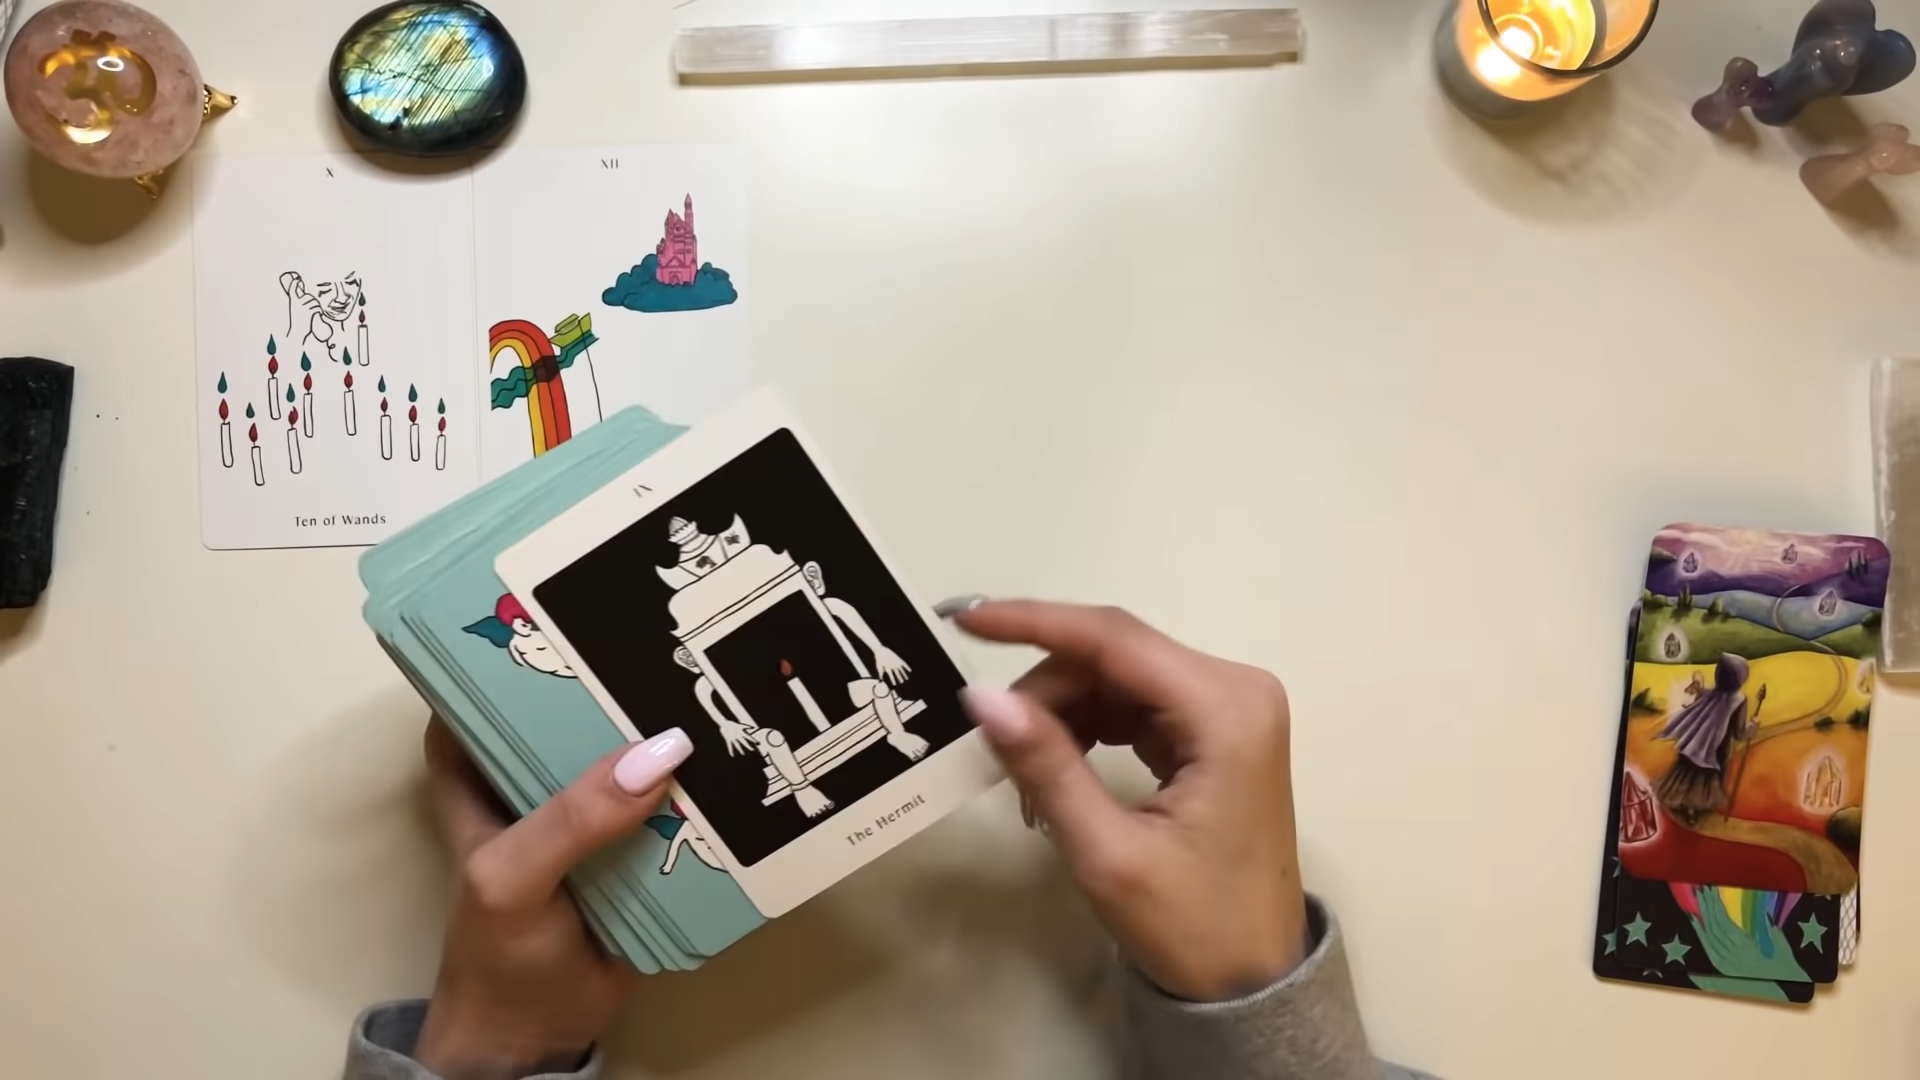 X
XII
Ten of Wands
IX
The Hermit